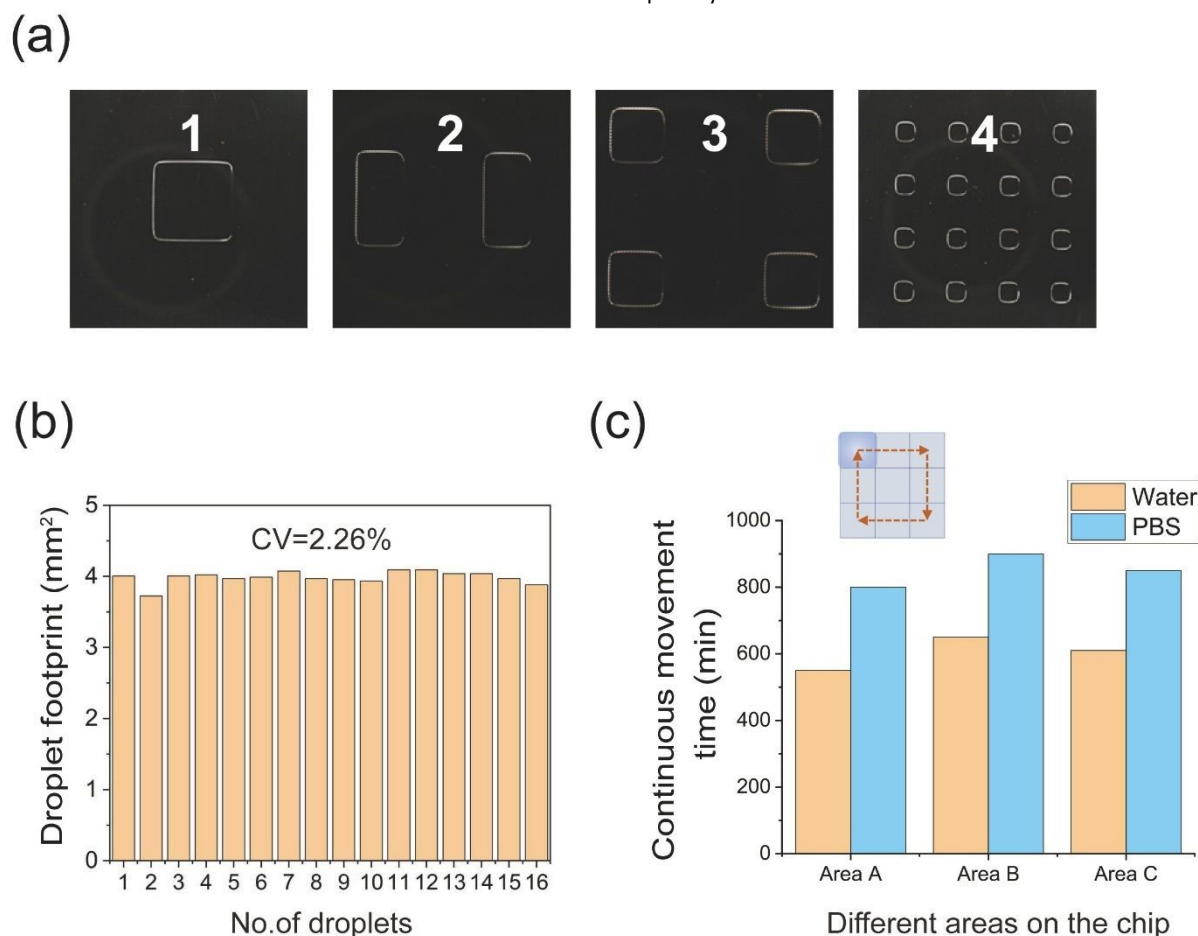 (a)
1 2 3 4
(b)
Droplet footprint (mm²)
5
4
3
2
1
0
CV=2.26%
1 2 3 4 5 6 7 8 9 10 11 12 13 14 15 16
No.of droplets
(c)
Continuous movement
time (min)
Water
PBS
1000
800
600
400
200
0
Area A Area B Area C
Different areas on the chip